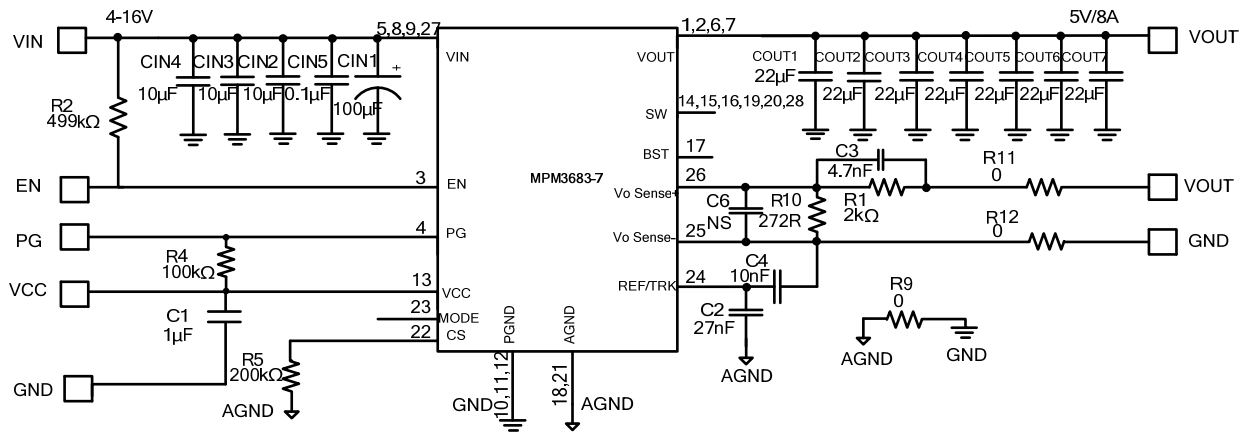 4-16V
5,8,9,27
1,2,6,7
5V/8A
VIN
VOUT
VIN
VOUT
CIN4
CIN3
CIN2
CIN5
CIN1
+
10µF
10µF
10µF
0.1µF
100µF
COUT1
COUT2
COUT3
COUT4
COUT5
COUT6
COUT7
22µF
22µF
22µF
22µF
22µF
22µF
22µF
R2
499kΩ
SW
14,15,16,19,20,28
BST
17
MPM3683-7
EN
3
EN
Vo Sense+
26
C3
4.7nF
R1
2kΩ
R11
0
VOUT
C6
NS
R10
272R
PG
4
PG
Vo Sense-
25
R12
0
GND
R4
100kΩ
VCC
13
VCC
REF/TRK
24
C4
10nF
C2
27nF
AGND
23
MODE
22
CS
C1
1µF
R5
200kΩ
AGND
GND
PGND
10,11,12
GND
AGND
18,21
AGND
R9
0
AGND
GND